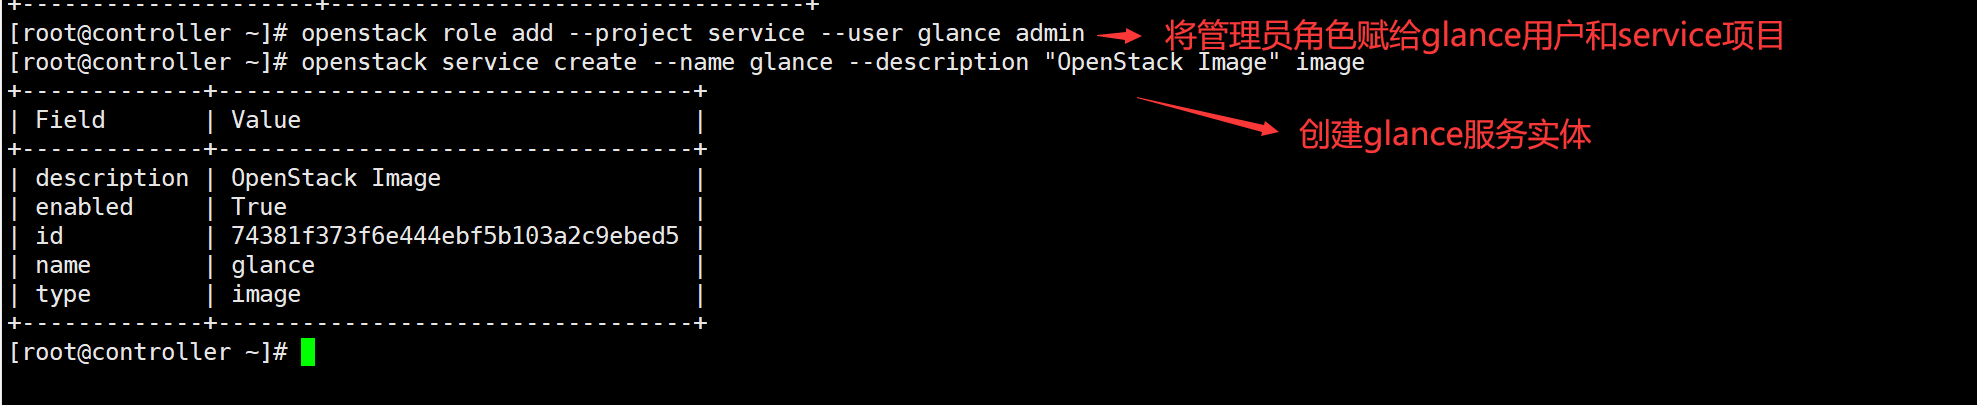 +---------------------+----------------------------------+
[root@controller ~]# openstack role add --project service --user glance admin 将管理员角色赋给glance用户和service项目
[root@controller ~]# openstack service create --name glance --description "OpenStack Image" image
+-------------+----------------------------------+
| Field       | Value                            |
+-------------+----------------------------------+
创建glance服务实体
| description | OpenStack Image                  |
| enabled     | True                             |
| id          | 74381f373f6e444ebf5b103a2c9ebed5 |
| name        | glance                           |
| type        | image                            |
+-------------+----------------------------------+
[root@controller ~]#